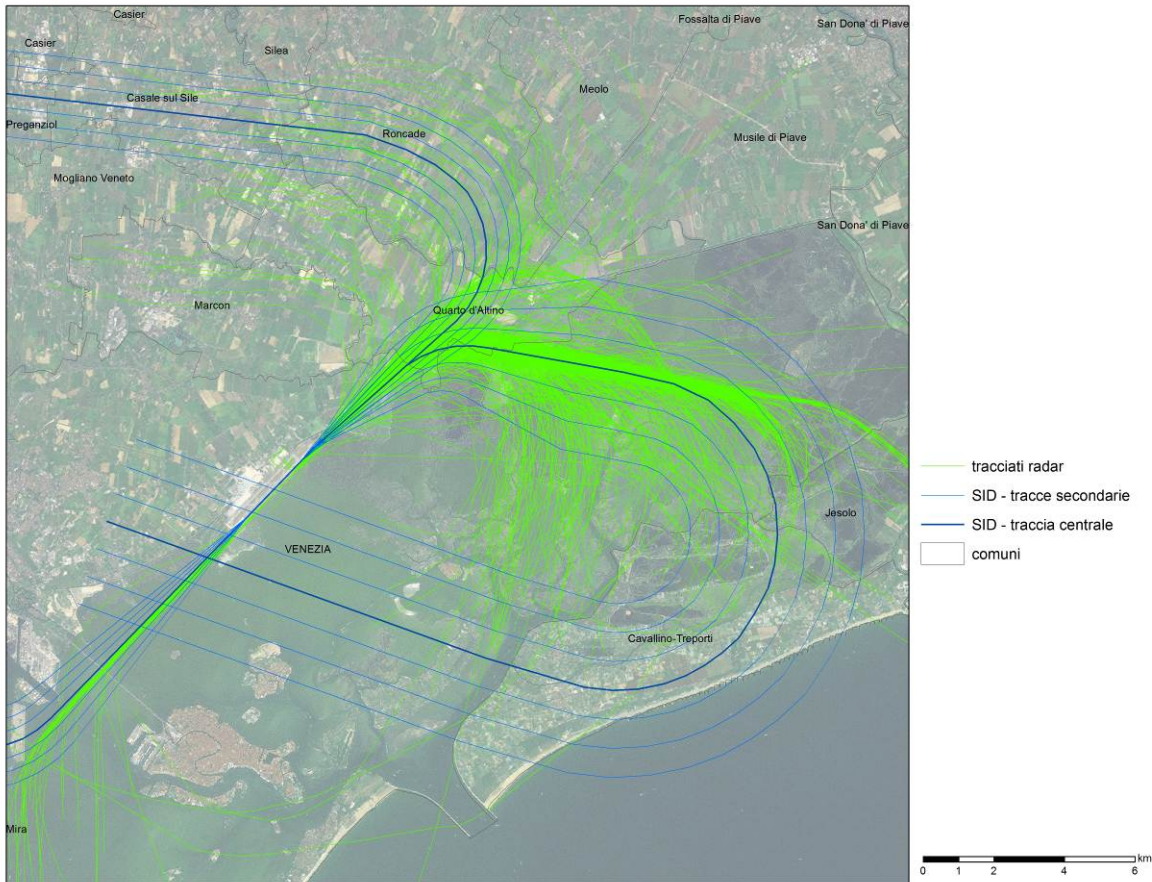 Casier
Fossalta di Piave
San Dona' di Piave
Casier
Silea
Meolo
Casale sul Sile
Preganziol
Roncade
Musile di Piave
Mogliano Veneto
San Dona' di Piave
Marcon
Quarto d'Altino
tracciati radar
SID - tracce secondarie
SID - traccia centrale
comuni
Jesolo
VENEZIA
Cavallino-Treporti
Mira
km
0 1 2 4 6